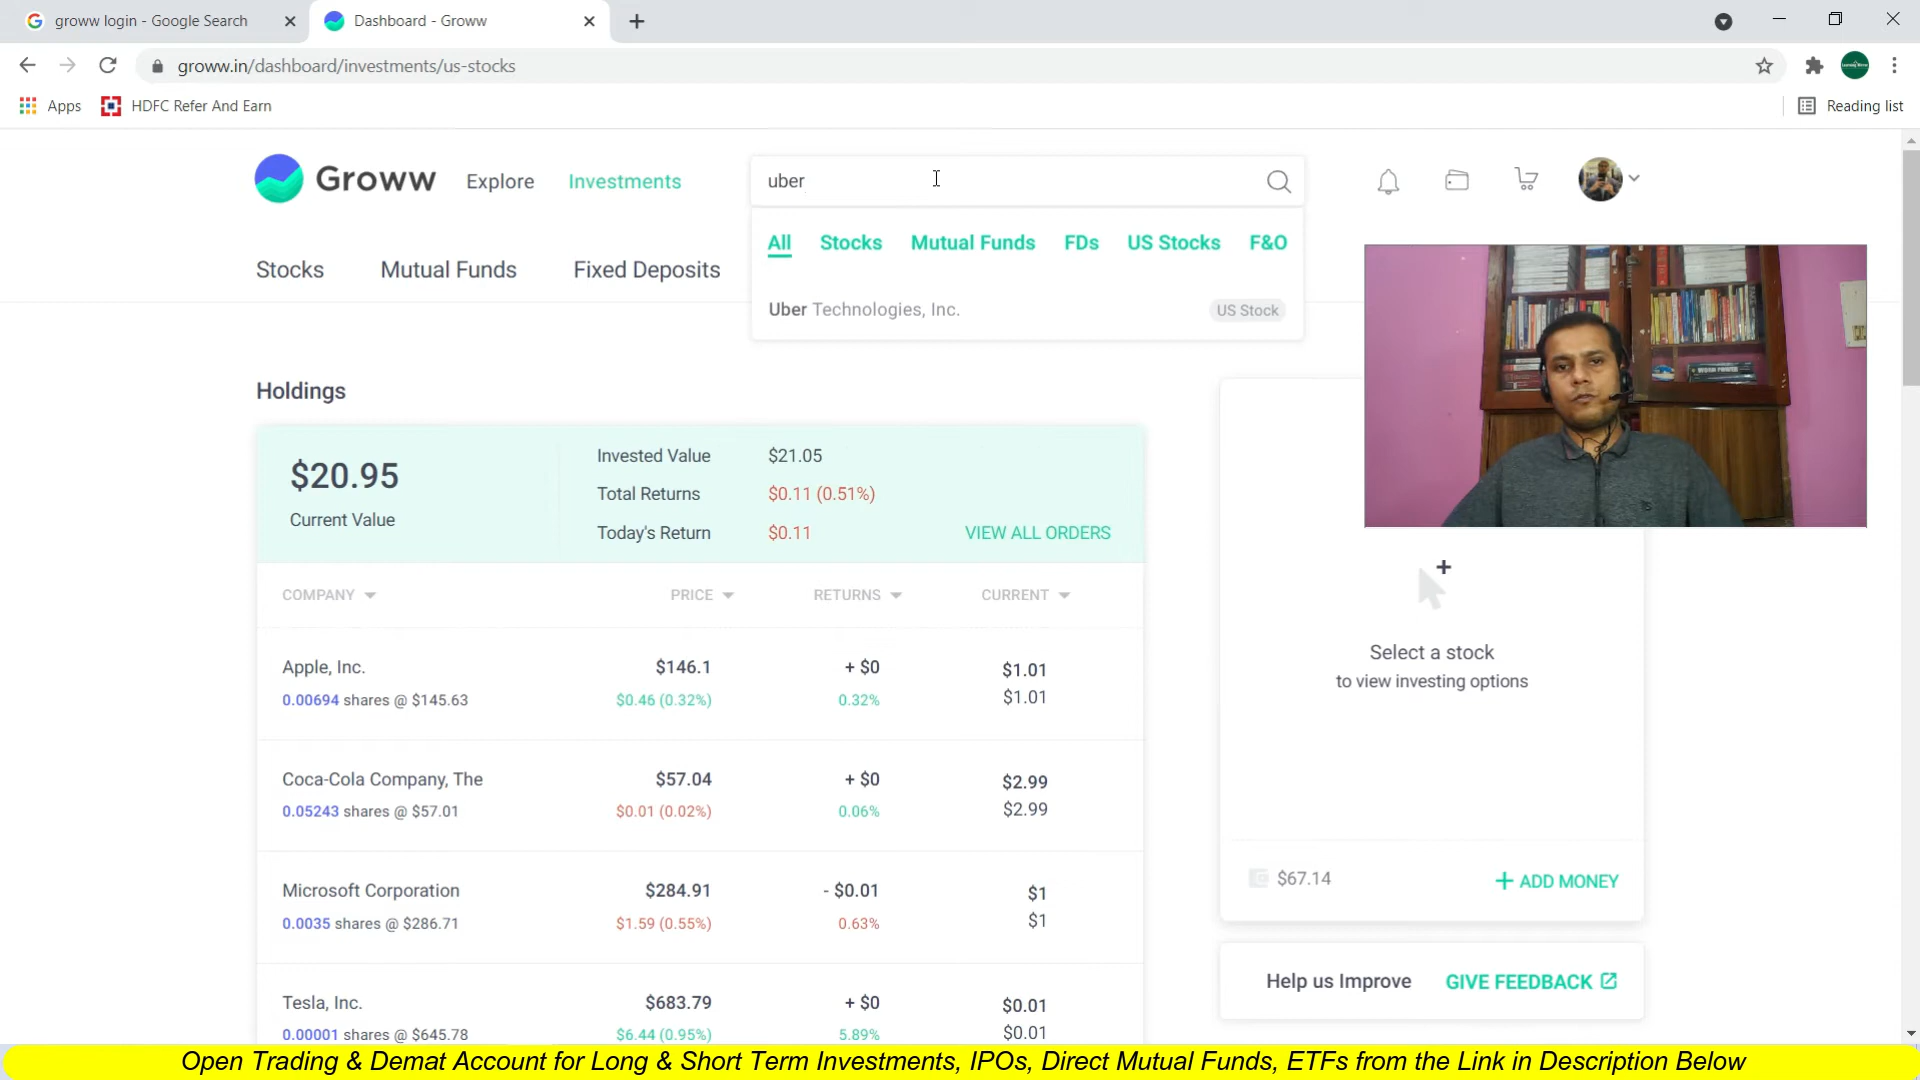 groww login - Google Search
Dashboard - Groww
groww.in/dashboard/investments/us-stocks
Apps
HDFC Refer And Earn
Reading list
Groww
Explore
Investments
uber
All Stocks Mutual Funds FDs US Stocks F&O
Uber Technologies, Inc. US Stock
Stocks Mutual Funds Fixed Deposits
Holdings
$20.95
Current Value
Invested Value $21.05
Total Returns $0.11 (0.51%)
Today's Return $0.11
VIEW ALL ORDERS
COMPANY PRICE RETURNS CURRENT
Apple, Inc. $146.1 + $0 $1.01
0.00694 shares @ $145.63 $0.46 (0.32%) 0.32% $1.01
Coca-Cola Company, The $57.04 + $0 $2.99
0.05243 shares @ $57.01 $0.01 (0.02%) 0.06% $2.99
Microsoft Corporation $284.91 - $0.01 $1
0.0035 shares @ $286.71 $1.59 (0.55%) 0.63% $1
Tesla, Inc. $683.79 + $0 $0.01
0.00001 shares @ $645.78 $6.44 (0.95%) 5.89% $0.01
Select a stock
to view investing options
$67.14
+ ADD MONEY
Help us Improve GIVE FEEDBACK
Open Trading & Demat Account for Long & Short Term Investments, IPOs, Direct Mutual Funds, ETFs from the Link in Description Below